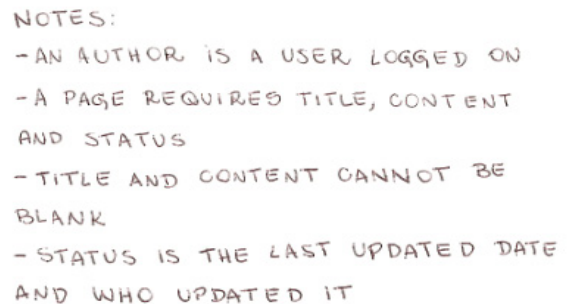 NOTES:
- AN AUTHOR IS A USER LOGGED ON
- A PAGE REQUIRES TITLE, CONTENT
AND STATUS
- TITLE AND CONTENT CANNOT BE
BLANK
- STATUS IS THE LAST UPDATED DATE
AND WHO UPDATED IT